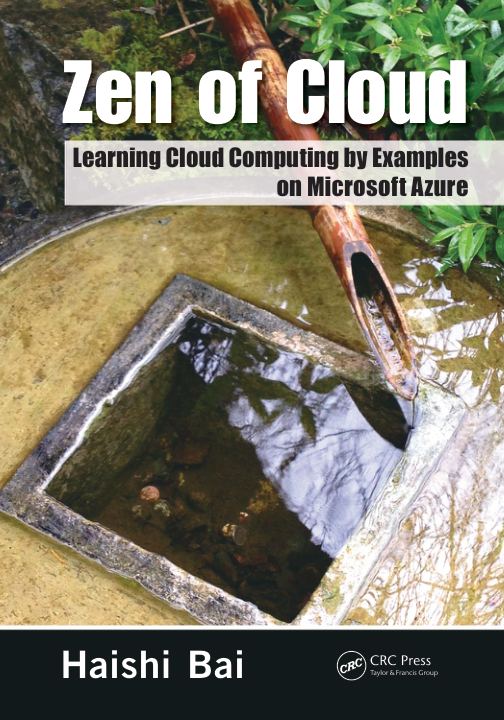 Zen of Cloud
Learning Cloud Computing by Examples
on Microsoft Azure
Haishi Bai
CRC
CRC Press
Taylor & Francis Group